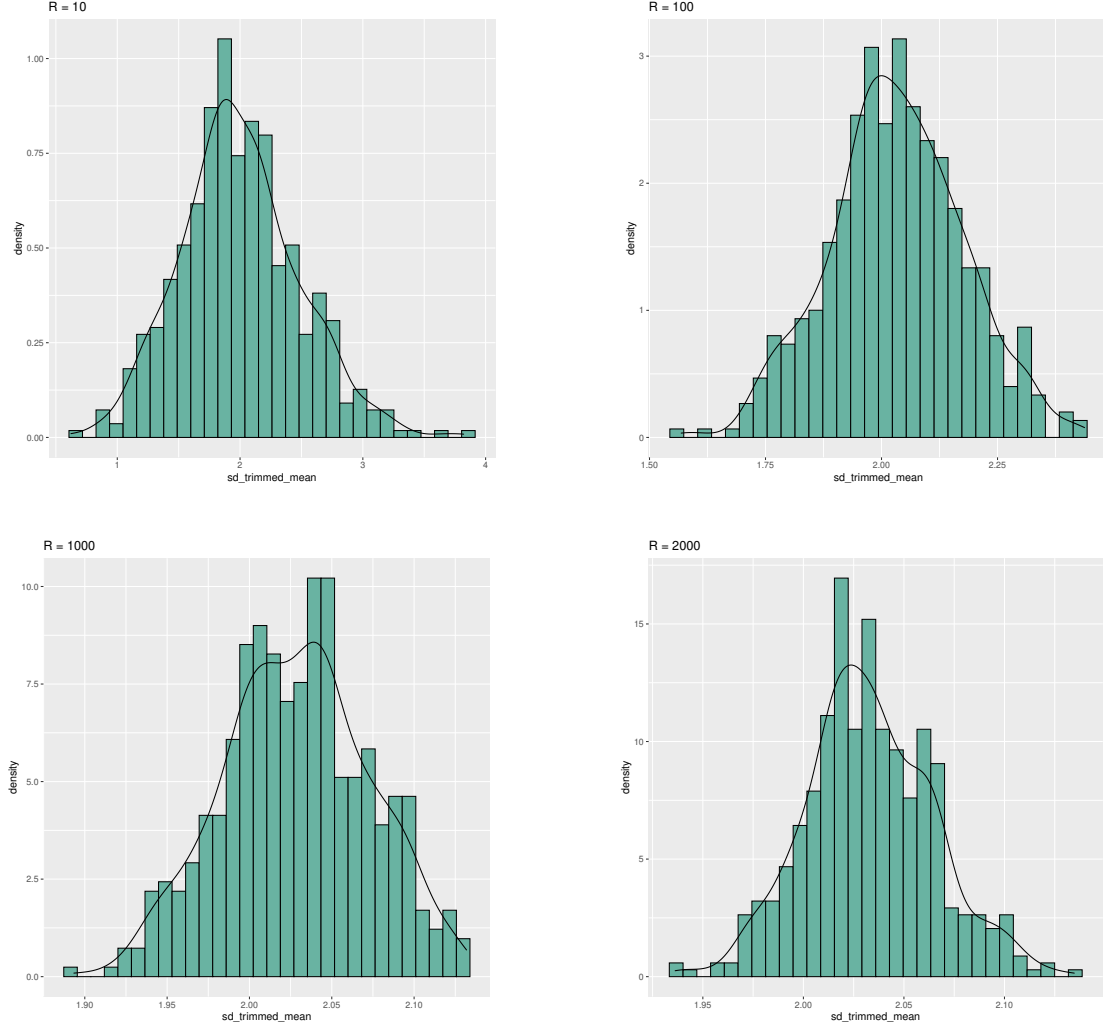 R = 10
1.00
0.75
0.50
0.25
0.00
density
1 2 3 4
sd_trimmed_mean
R = 100
3
2
1
0
density
1.50 1.75 2.00 2.25
sd_trimmed_mean
R = 1000
10.0
7.5
5.0
2.5
0.0
density
1.90 1.95 2.00 2.05 2.10
sd_trimmed_mean
R = 2000
15
10
5
0
density
1.95 2.00 2.05 2.10
sd_trimmed_mean